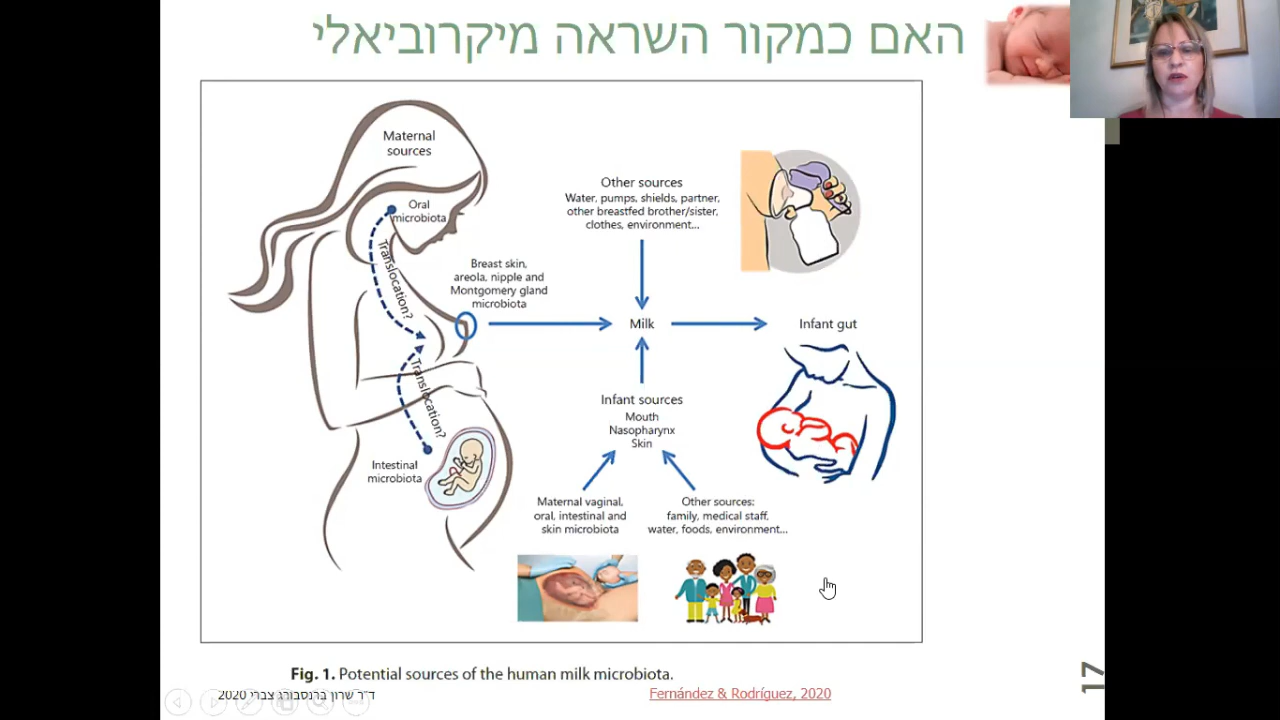 האם כמקור השראה מיקרוביאלי
Maternal
sources
Oral
microbiota
Translocation?
Translocation?
Intestinal
microbiota
Breast skin,
areola, nipple and
Montgomery gland
microbiota
Other sources
Water, pumps, shields, partner,
other breastfed brother/sister,
clothes, environment...
Milk
Infant gut
Infant sources
Mouth
Nasopharynx
Skin
Maternal vaginal,
oral, intestinal and
skin microbiota
Other sources:
family, medical staff,
water, foods, environment...
Fig. 1. Potential sources of the human milk microbiota.
ד"ר שרון ברנסבורג צברי 2020
Fernández & Rodríguez, 2020
17